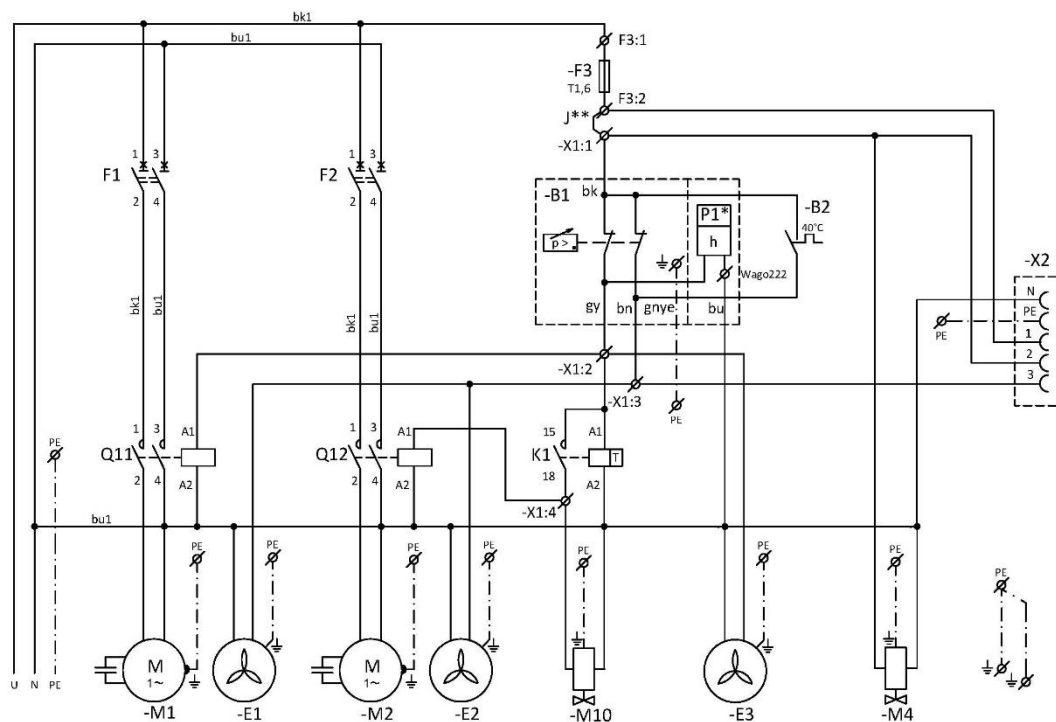 bk1
bu1
F3:1
-F3
T1,6
F3:2
J**
-X1:1
1 3
F1
2 4
1 3
F2
2 4
-B1
bk
P1*
h
-B2
40°C
p >
Wago222
-X2
N
PE
1
2
3
bk1
bu1
bk1
bu1
gy
bn
gnye
bu
PE
-X1:2
-X1:3
PE
PE
1 3 A1
Q11
2 4 A2
1 3 A1
Q12
2 4 A2
15 A1
K1
T
18 A2
-X1:4
bu1
PE
PE
PE
PE
PE
PE
PE
PE
M
1~
M
1~
U N PE
-M1
-E1
-M2
-E2
-M10
-E3
-M4